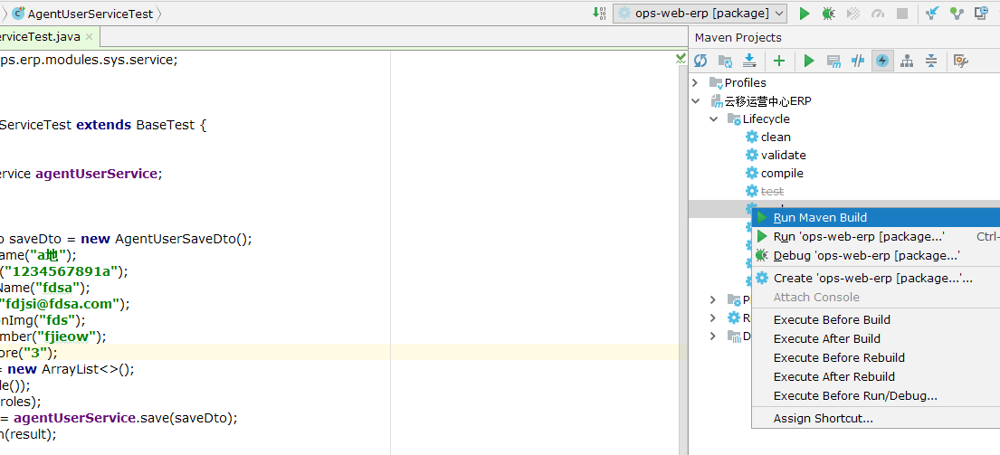 AgentUserServiceTest
ops-web-erp [package]
erviceTest.java
Maven Projects
ps.erp.modules.sys.service;
Profiles
云移运营中心ERP
ServiceTest extends BaseTest {
Lifecycle
clean
validate
ervice agentUserService;
compile
test
Run Maven Build
o saveDto = new AgentUserSaveDto();
Run 'ops-web-erp [package...' Ctrl-
ame("a地");
Debug 'ops-web-erp [package...'
("1234567891a");
Create 'ops-web-erp [package...'...
Name("fdsa");
Attach Console
"fdjsi@fdsa.com");
P
onImg("fds");
Execute Before Build
R
mber("fjieow");
Execute After Build
D
ore("3");
Execute Before Rebuild
= new ArrayList<>();
Execute After Rebuild
le());
Execute Before Run/Debug...
roles);
= agentUserService.save(saveDto);
Assign Shortcut...
n(result);